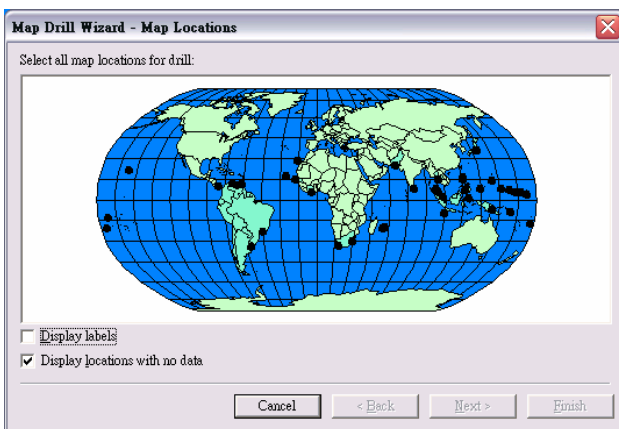 Map Drill Wizard - Map Locations
Select all map locations for drill:
Display labels
Display locations with no data
Cancel
< Back
Next >
Finish